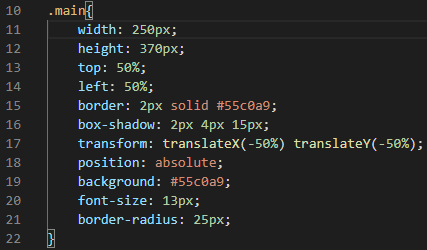 10 .main{
11     width: 250px;
12     height: 370px;
13     top: 50%;
14     left: 50%;
15     border: 2px solid #55c0a9;
16     box-shadow: 2px 4px 15px;
17     transform: translateX(-50%) translateY(-50%);
18     position: absolute;
19     background: #55c0a9;
20     font-size: 13px;
21     border-radius: 25px;
22 }